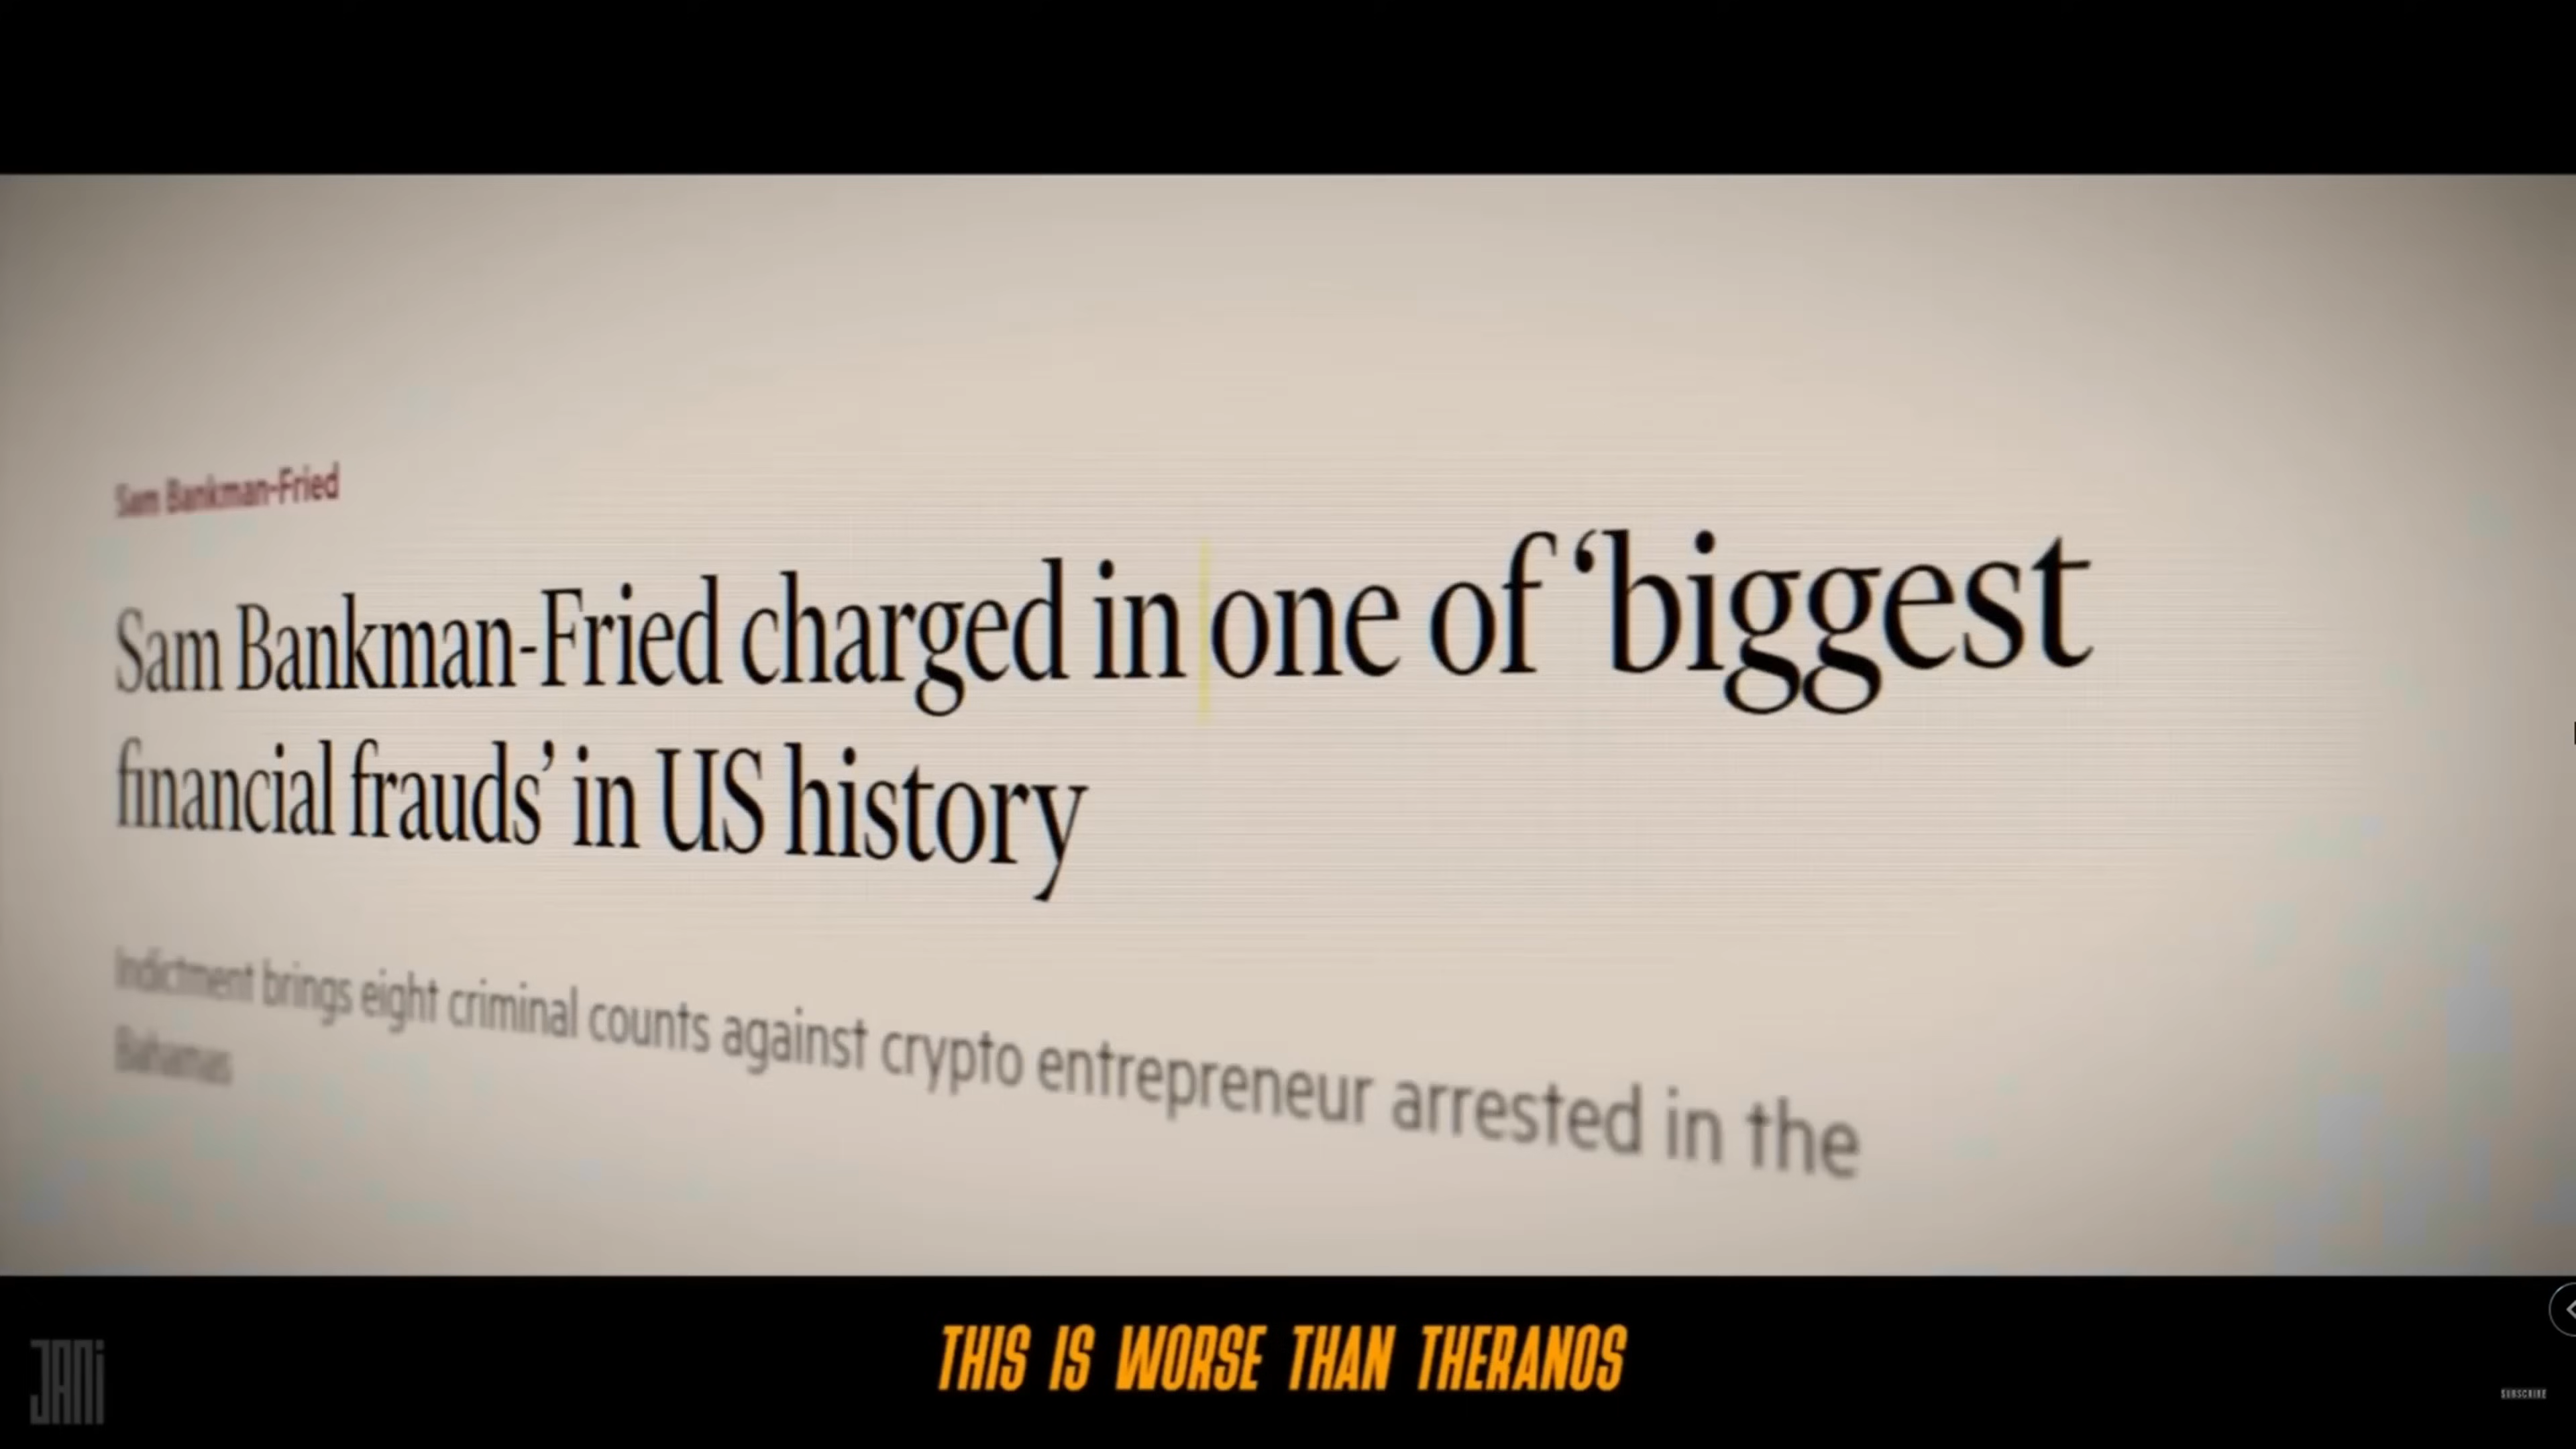 Sam Bankman-Fried
Sam Bankman-Fried charged in one of ‘biggest
financial frauds’ in US history
Indictment brings eight criminal counts against crypto entrepreneur arrested in the
Bahamas
THIS IS WORSE THAN THERANOS
JANI
SUBSCRIBE